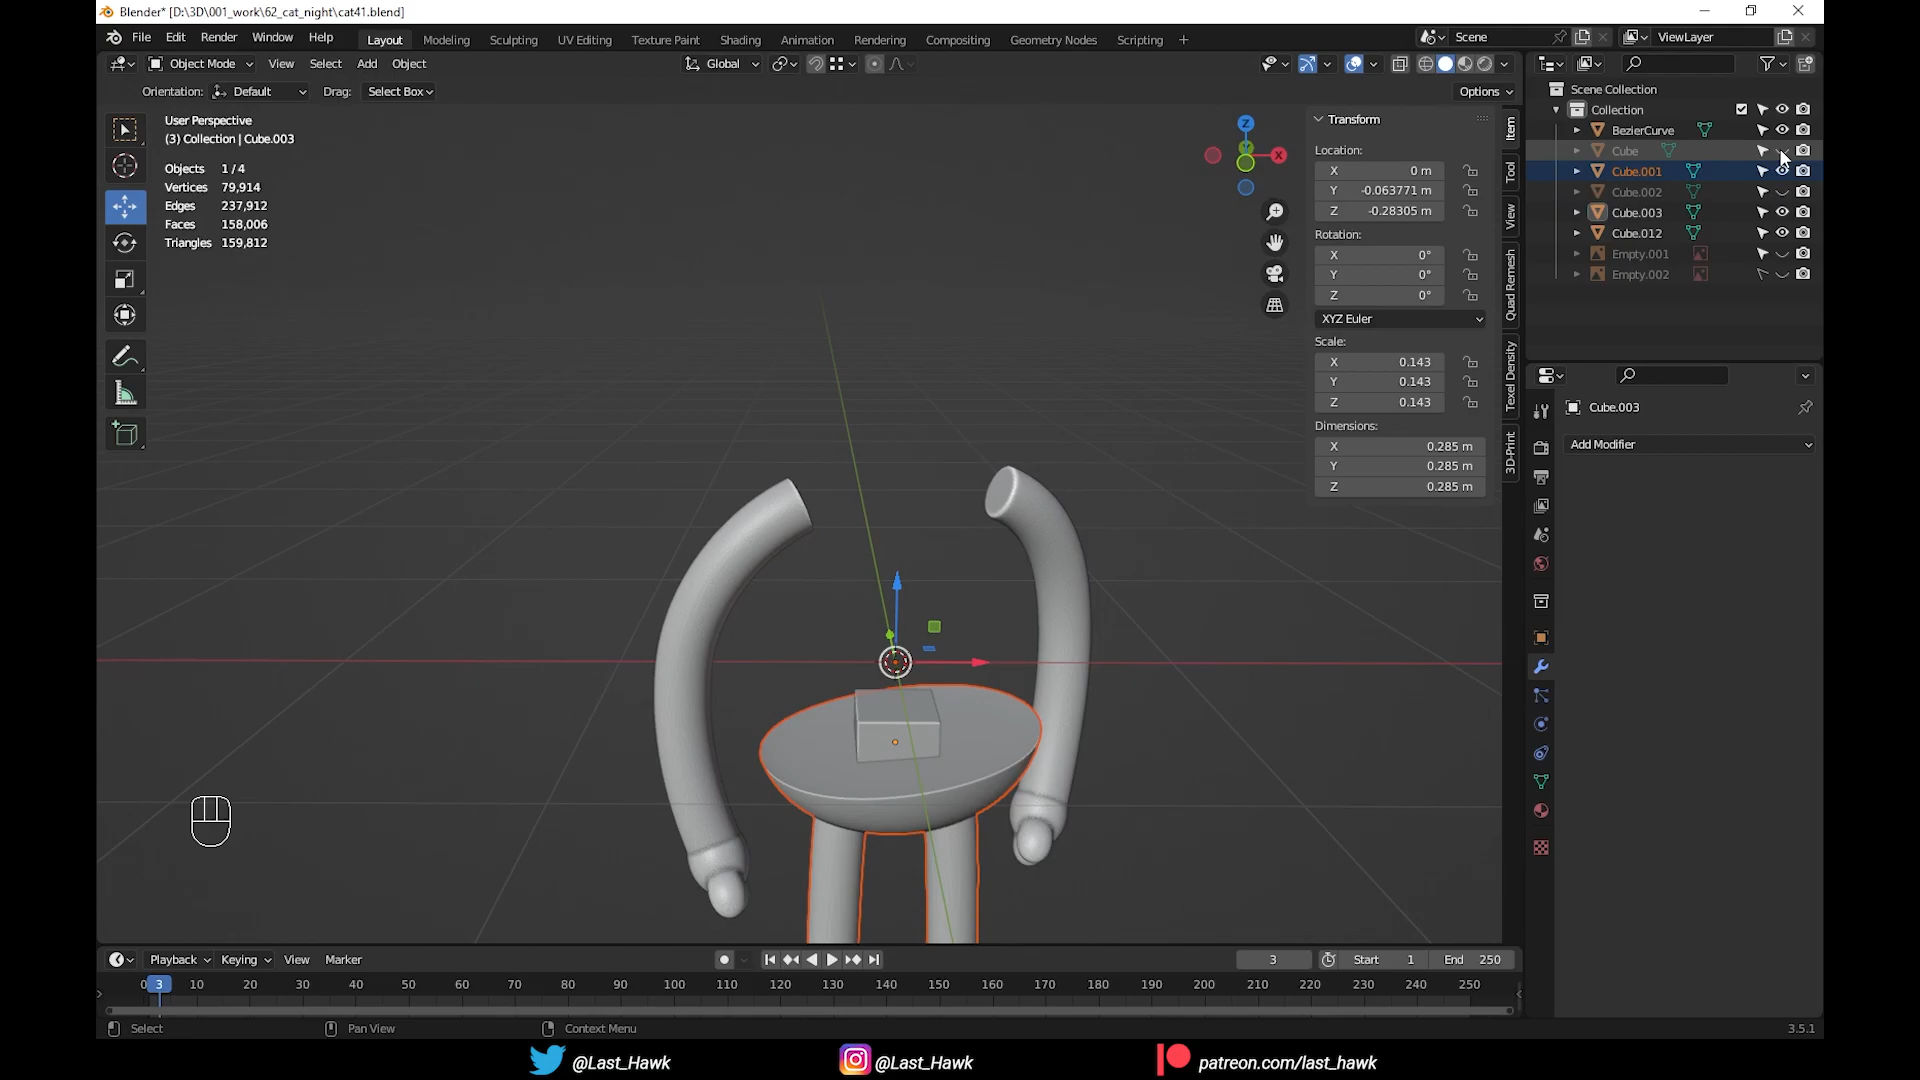 Blender* [D:\3D\001_work\62_cat_night\cat41.blend]
File Edit Render Window Help Layout Modeling Sculpting UV Editing Texture Paint Shading Animation Rendering Compositing Geometry Nodes Scripting + Scene ViewLayer
Object Mode View Select Add Object Global
Orientation: Default Drag: Select Box Options
User Perspective
(3) Collection | Cube.003
Objects 1/4
Vertices 79,914
Edges 237,912
Faces 158,006
Triangles 159,812
Z
X
Y
Transform
Location:
X 0 m
Y -0.063771 m
Z -0.28305 m
Rotation:
X 0°
Y 0°
Z 0°
XYZ Euler
Scale:
X 0.143
Y 0.143
Z 0.143
Dimensions:
X 0.285 m
Y 0.285 m
Z 0.285 m
Item
Tool
View
Quad Remesh
Texel Density
3D-Print
Scene Collection
Collection
BezierCurve
Cube
Cube.001
Cube.002
Cube.003
Cube.012
Empty.001
Empty.002
Cube.003
Add Modifier
Playback Keying View Marker 3 Start 1 End 250
0 3 10 20 30 40 50 60 70 80 90 100 110 120 130 140 150 160 170 180 190 200 210 220 230 240 250
Select Pan View Context Menu 3.5.1
@Last_Hawk @Last_Hawk patreon.com/last_hawk